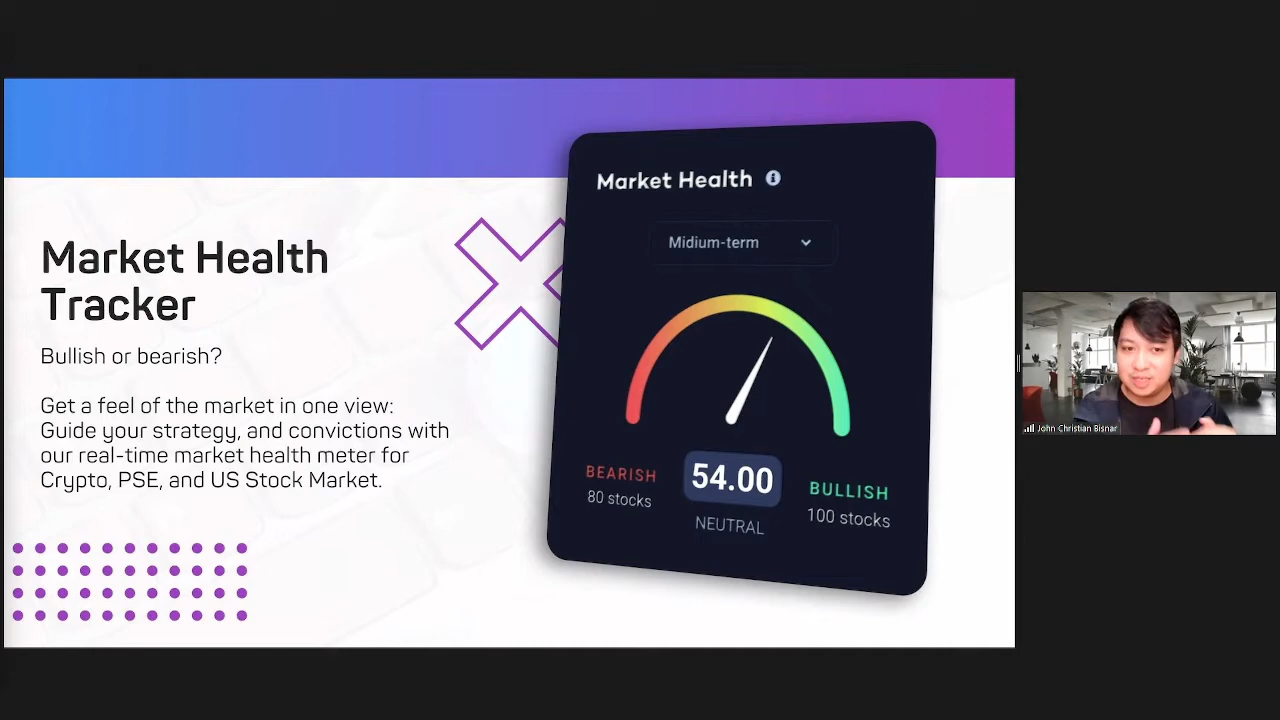 Market Health
Tracker
Bullish or bearish?
Get a feel of the market in one view:
Guide your strategy, and convictions with
our real-time market health meter for
Crypto, PSE, and US Stock Market.
Market Health
Midium-term
BEARISH
80 stocks
54.00
NEUTRAL
BULLISH
100 stocks
John Christian Bisnar